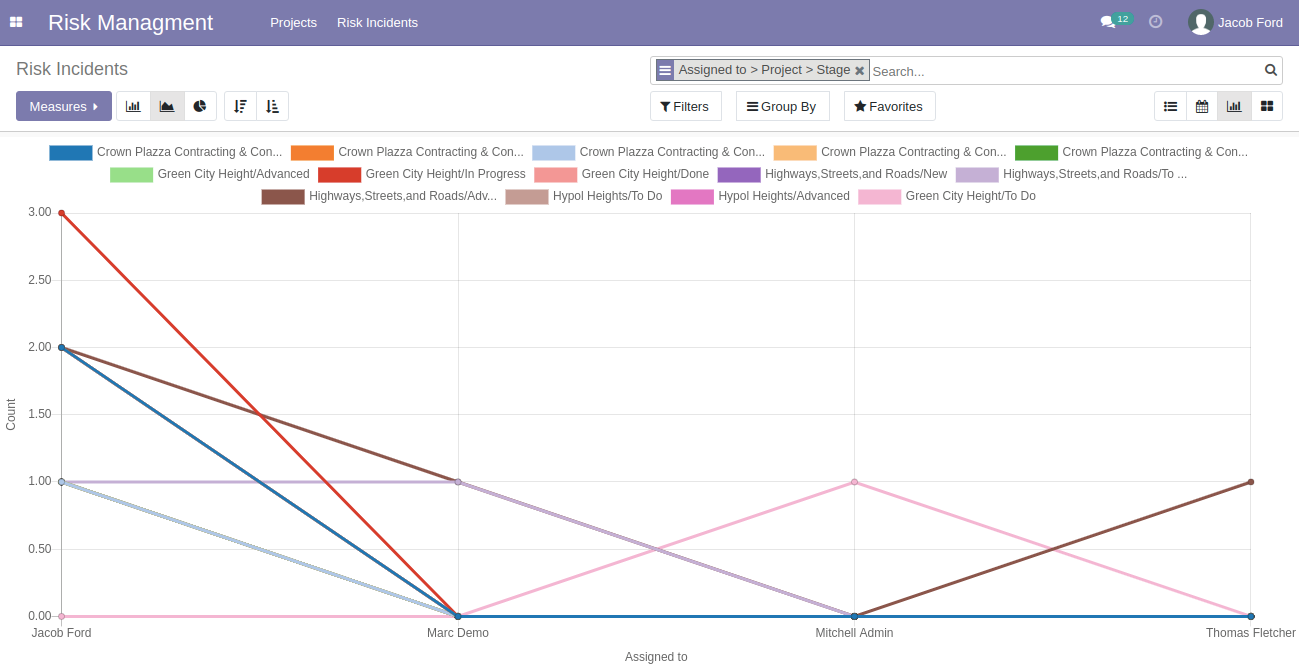 Risk Managment Projects Risk Incidents 12 Jacob Ford
Risk Incidents Assigned to > Project > Stage Search...
Measures Filters Group By Favorites
Crown Plazza Contracting & Con... Crown Plazza Contracting & Con... Crown Plazza Contracting & Con... Crown Plazza Contracting & Con... Crown Plazza Contracting & Con...
Green City Height/Advanced Green City Height/In Progress Green City Height/Done Highways,Streets,and Roads/New Highways,Streets,and Roads/To ...
Highways,Streets,and Roads/Adv... Hypol Heights/To Do Hypol Heights/Advanced Green City Height/To Do
3.00
2.50
2.00
1.50
Count
1.00
0.50
0.00
Jacob Ford Marc Demo Mitchell Admin Thomas Fletcher
Assigned to